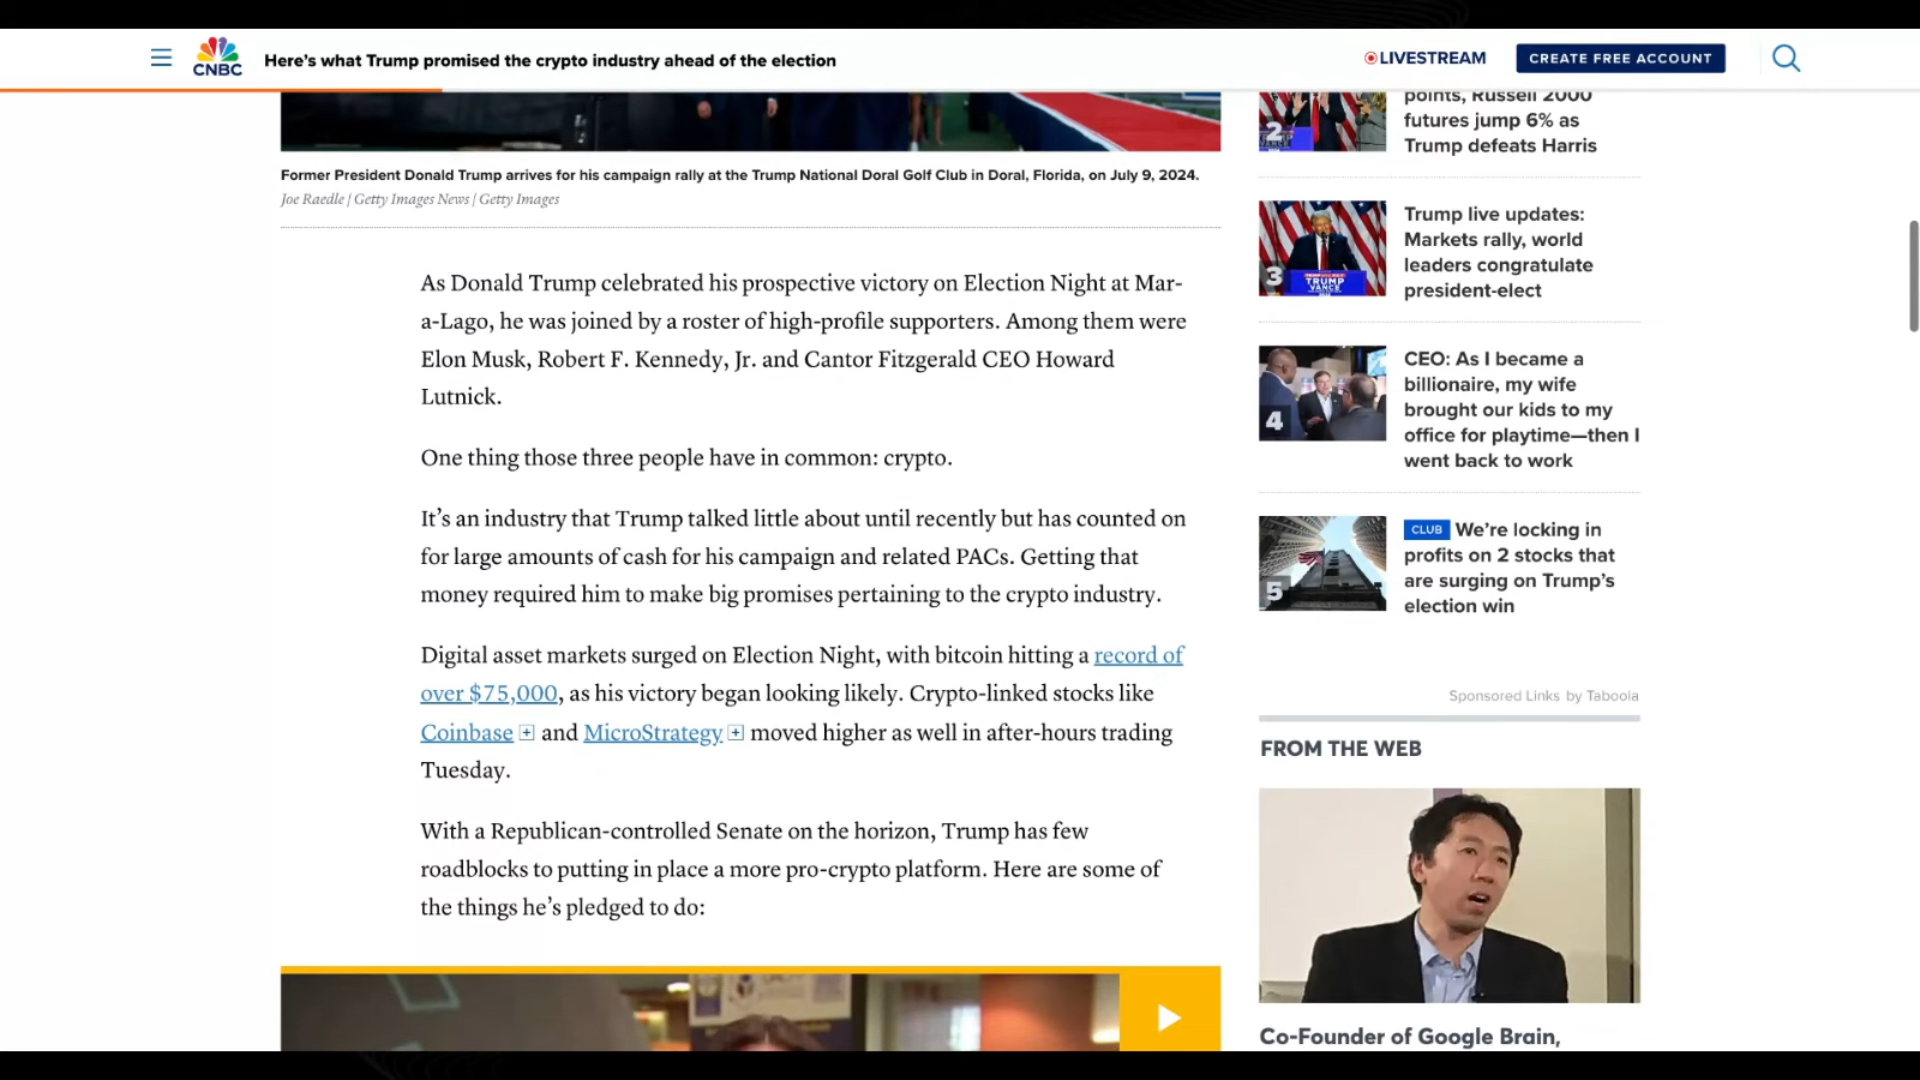 CNBC
Here’s what Trump promised the crypto industry ahead of the election
LIVESTREAM
CREATE FREE ACCOUNT
Former President Donald Trump arrives for his campaign rally at the Trump National Doral Golf Club in Doral, Florida, on July 9, 2024.
Joe Raedle | Getty Images News | Getty Images
As Donald Trump celebrated his prospective victory on Election Night at Mar-
a-Lago, he was joined by a roster of high-profile supporters. Among them were
Elon Musk, Robert F. Kennedy, Jr. and Cantor Fitzgerald CEO Howard
Lutnick.
One thing those three people have in common: crypto.
It’s an industry that Trump talked little about until recently but has counted on
for large amounts of cash for his campaign and related PACs. Getting that
money required him to make big promises pertaining to the crypto industry.
Digital asset markets surged on Election Night, with bitcoin hitting a record of
over $75,000, as his victory began looking likely. Crypto-linked stocks like
Coinbase and MicroStrategy moved higher as well in after-hours trading
Tuesday.
With a Republican-controlled Senate on the horizon, Trump has few
roadblocks to putting in place a more pro-crypto platform. Here are some of
the things he’s pledged to do:
2
points, Russell 2000
futures jump 6% as
Trump defeats Harris
3
TRUMP
VANCE
Trump live updates:
Markets rally, world
leaders congratulate
president-elect
4
CEO: As I became a
billionaire, my wife
brought our kids to my
office for playtime—then I
went back to work
5
CLUB We’re locking in
profits on 2 stocks that
are surging on Trump’s
election win
Sponsored Links by Taboola
FROM THE WEB
Co-Founder of Google Brain,